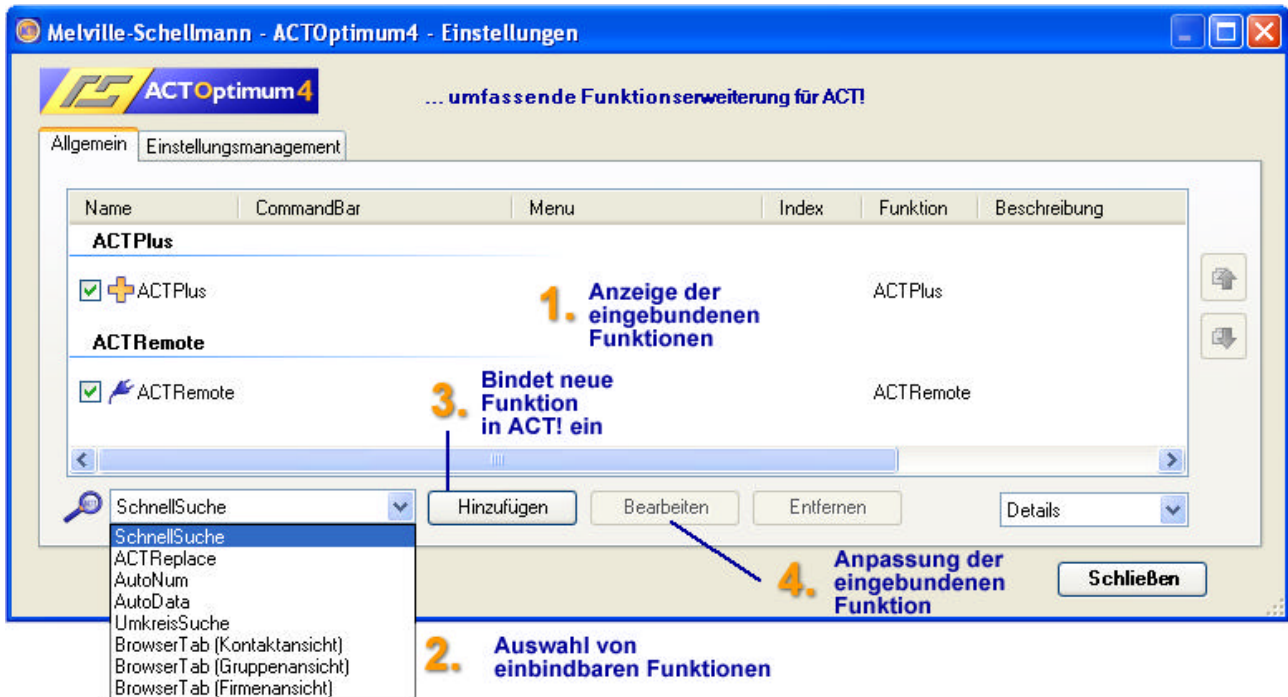 Melville-Schellmann - ACTOptimum4 - Einstellungen
ACTOptimum4
... umfassende Funktionserweiterung für ACT!
Allgemein
Einstellungsmanagement
Name CommandBar Menu Index Funktion Beschreibung
ACTPlus
ACTPlus ACTPlus
1. Anzeige der
eingebundenen
Funktionen
ACTRemote
ACTRemote ACTRemote
3. Bindet neue
Funktion
in ACT! ein
SchnellSuche
Hinzufügen
Bearbeiten
Entfernen
Details
SchnellSuche
ACTReplace
AutoNum
AutoData
UmkreisSuche
BrowserTab (Kontaktansicht)
BrowserTab (Gruppenansicht)
BrowserTab (Firmenansicht)
4. Anpassung der
eingebundenen
Funktion
Schließen
2. Auswahl von
einbindbaren Funktionen